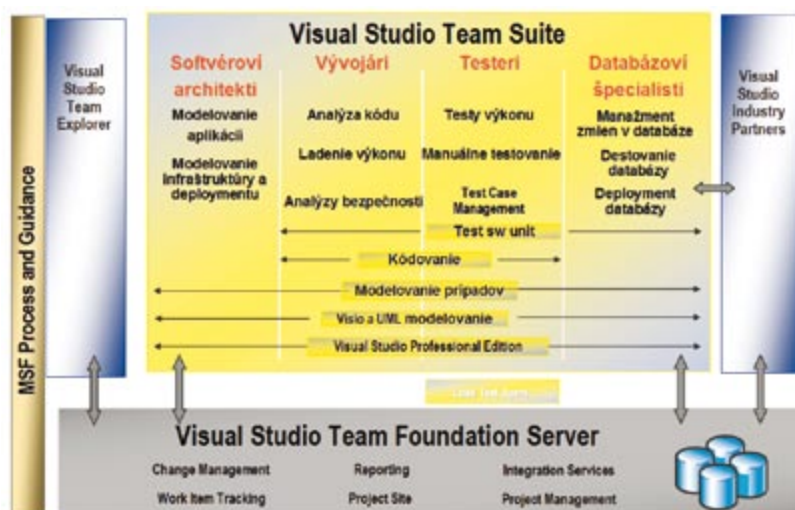 MSF Process and Guidance
Visual
Studio
Team
Explorer
Visual Studio Team Suite
Softvéroví
architekti
Modelovanie
aplikácií
Modelovanie
infraštruktúry a
deploymentu
Vývojári
Analýza kódu
Ladenie výkonu
Analýzy bezpečnosti
Testeri
Testy výkonu
Manuálne testovanie
Test Case
Management
Databázoví
špecialisti
Manažment
zmien v databáze
Destovanie
databázy
Deployment
databázy
Test sw unit
Kódovanie
Modelovanie prípadov
Visio a UML modelovanie
Visual Studio Professional Edition
Visual
Studio
Industry
Partners
Visual Studio Team Foundation Server
Change Management
Reporting
Integration Services
Work Item Tracking
Project Site
Project Management